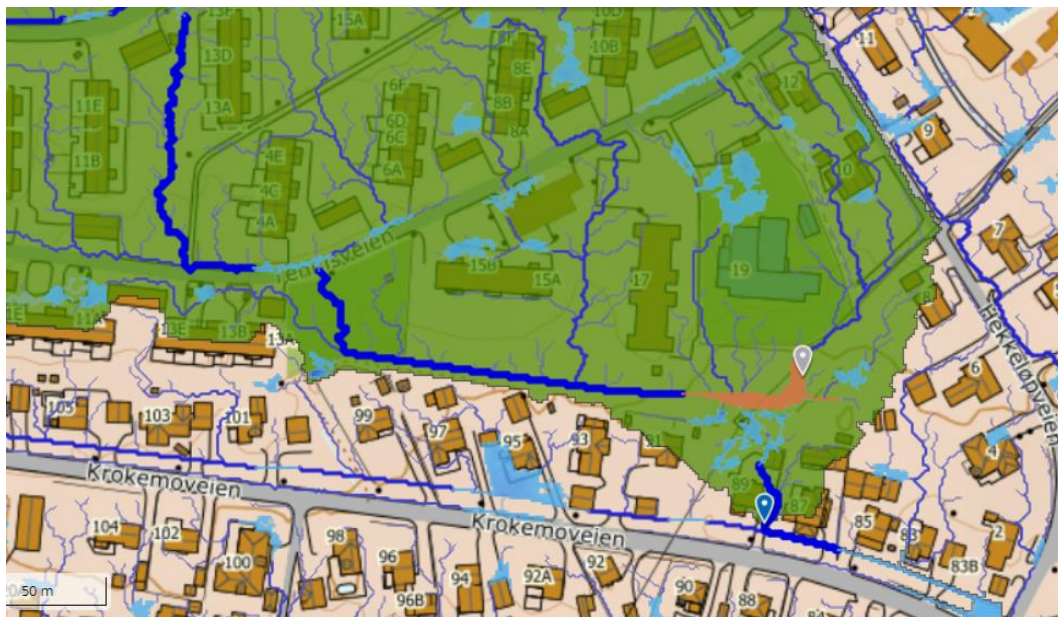 13F
15A
10D
13D
8F
10B
11
8E
6F
12
11E
13A
8B
6D
8A
9
6C
11B
4E
6A
10
4C
4A
7
15B
15A
17
19
8
Hekkeløpveien
11A
13E
13B
13A
6
105
103
101
99
97
95
93
91
4
Krokemoveien
89
87
85
83
2
104
102
98
Krokemoveien
100
96
92
83B
94
92A
90
50 m
96B
88